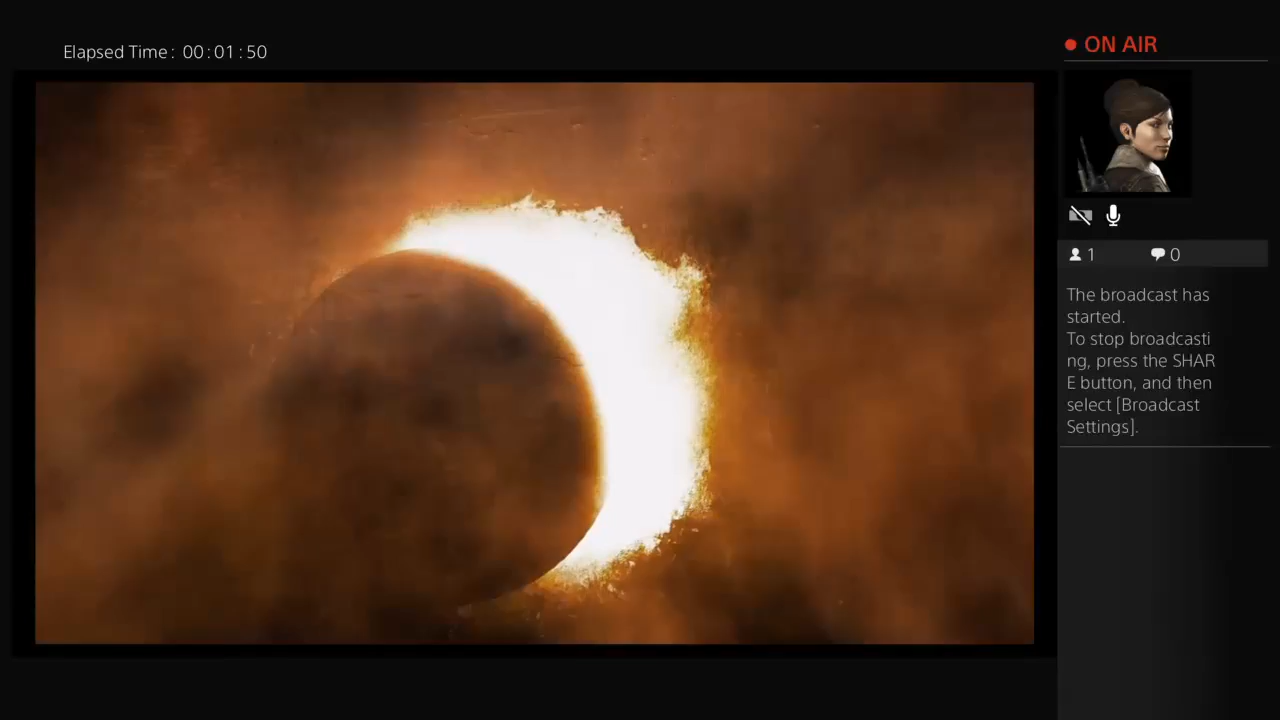 Elapsed Time: 00:01:50
ON AIR
1 0
The broadcast has
started.
To stop broadcasti
ng, press the SHAR
E button, and then
select [Broadcast
Settings].